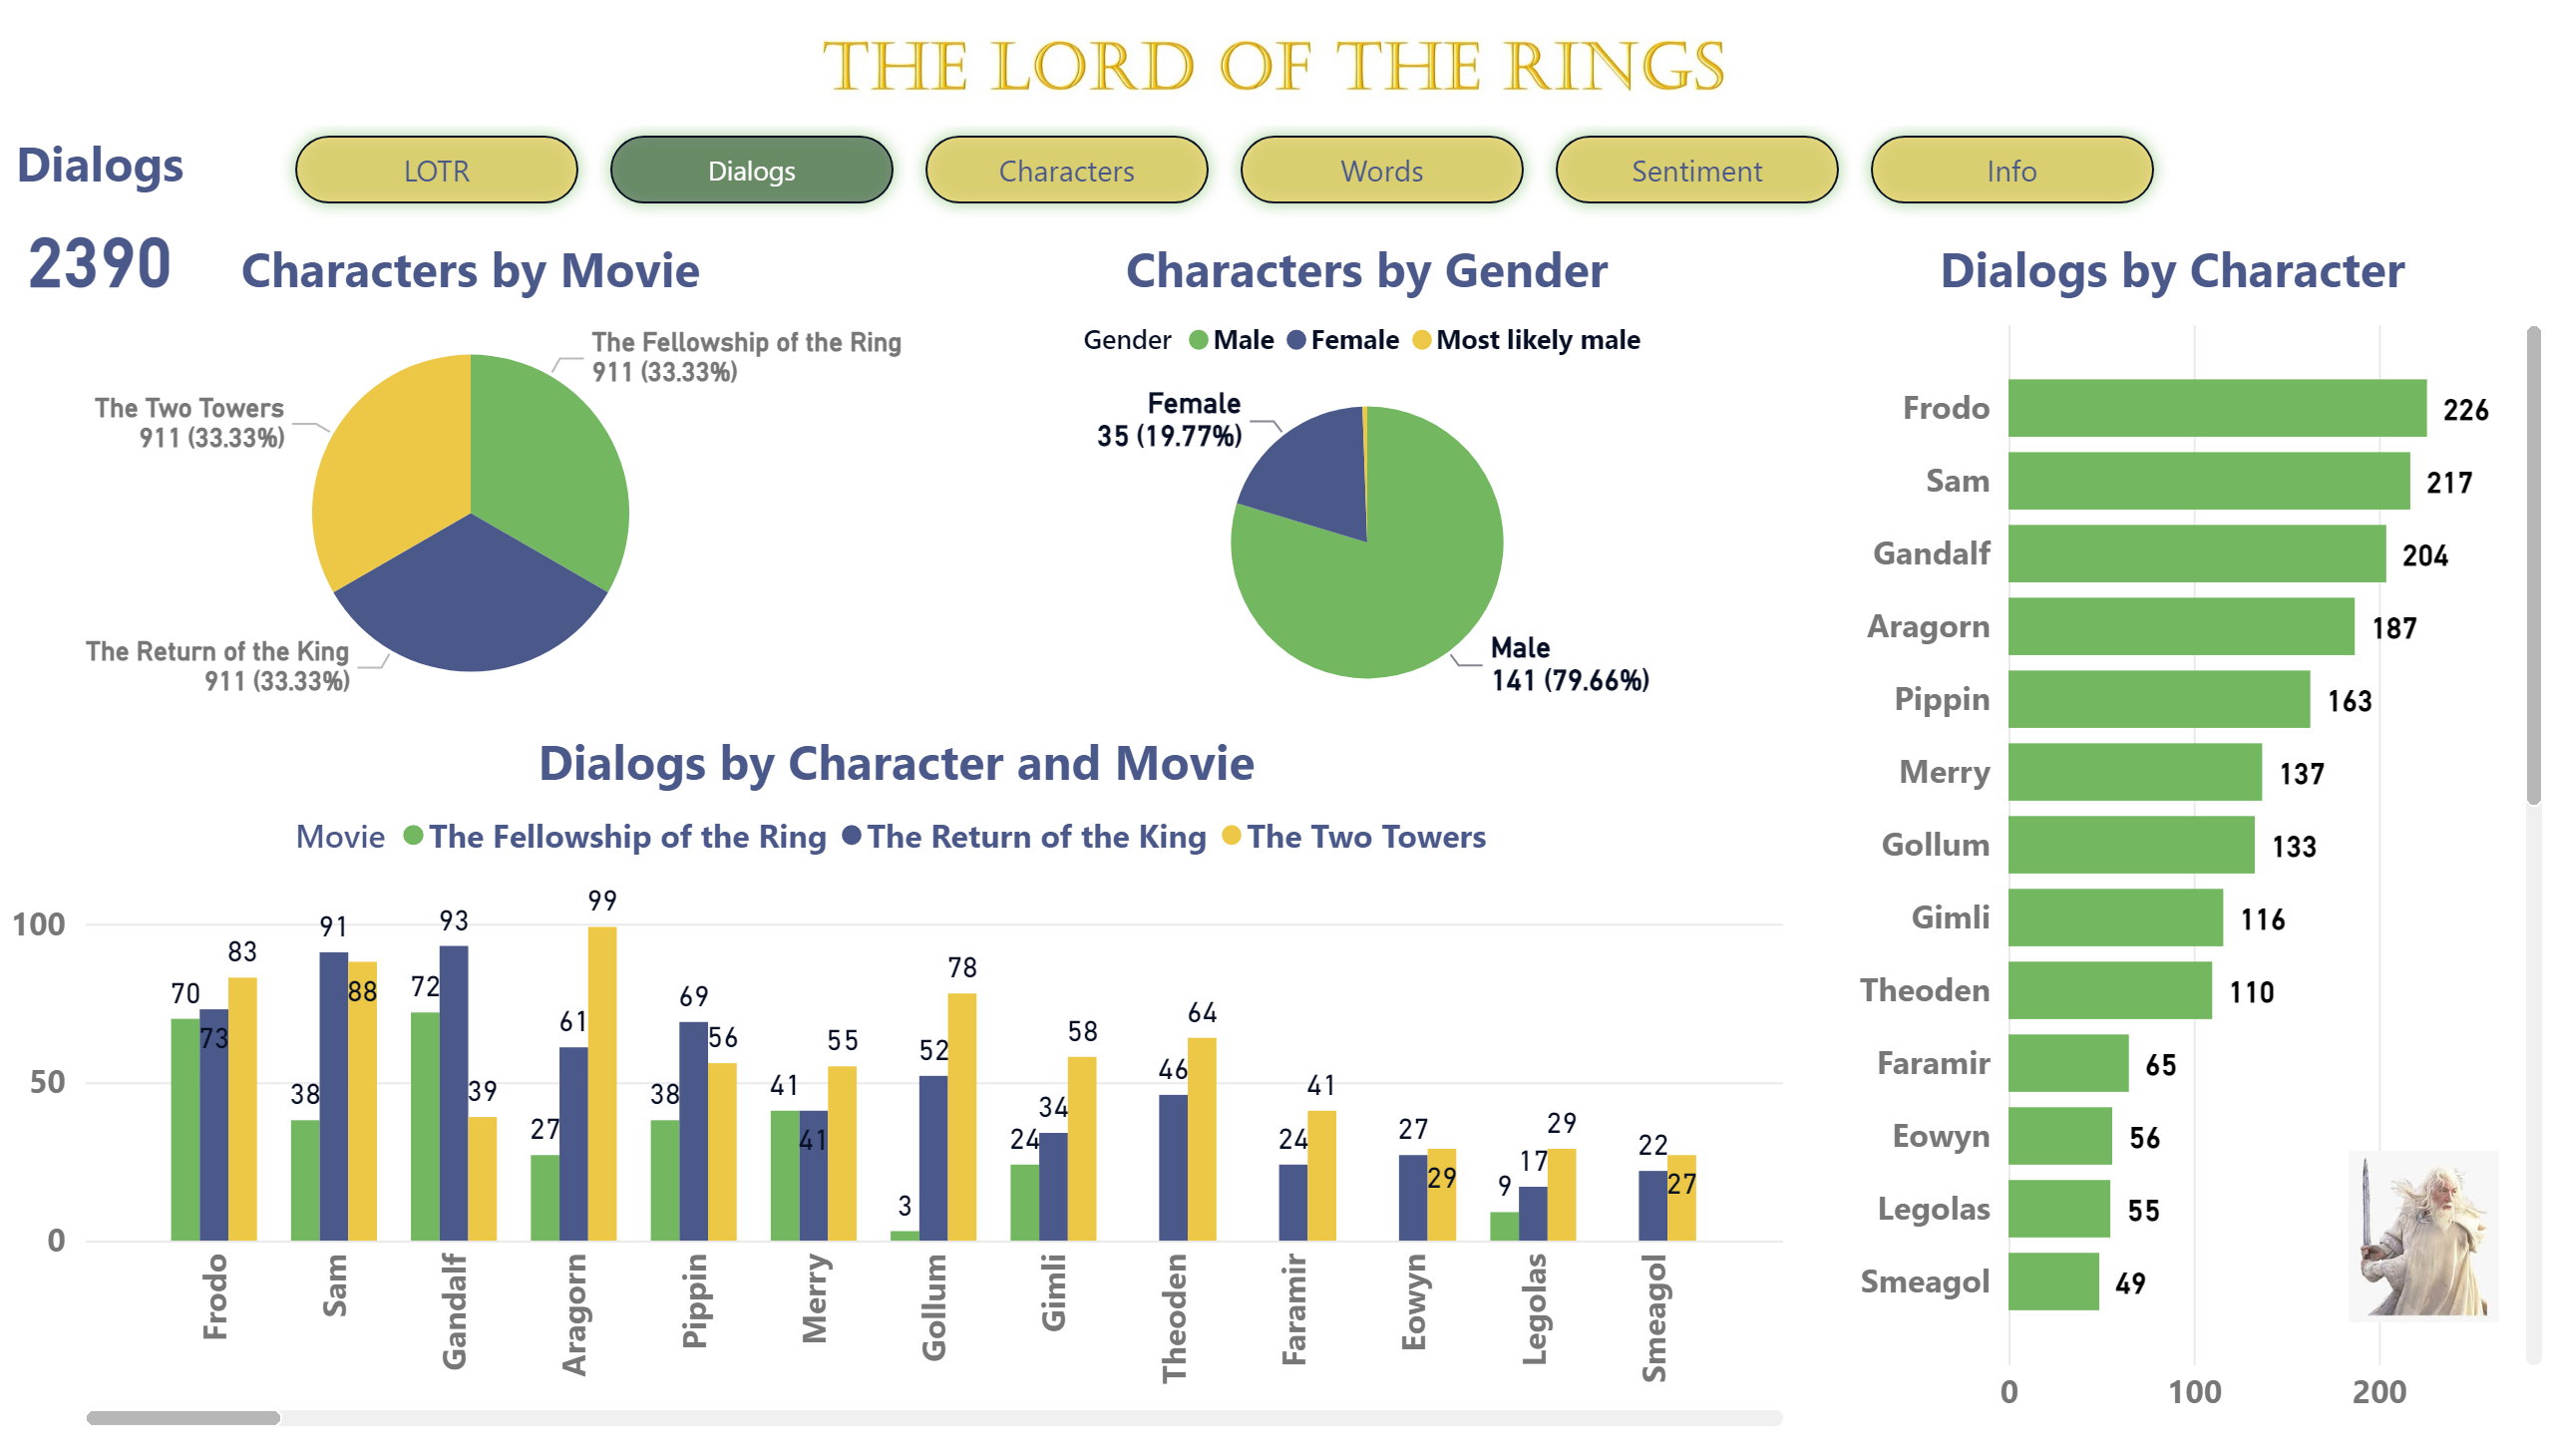 THE LORD OF THE RINGS
Dialogs
LOTR
Dialogs
Characters
Words
Sentiment
Info
2390
Characters by Movie
The Fellowship of the Ring
911 (33.33%)
The Two Towers
911 (33.33%)
The Return of the King
911 (33.33%)
Characters by Gender
Gender Male Female Most likely male
Female
35 (19.77%)
Male
141 (79.66%)
Dialogs by Character
Frodo 226
Sam 217
Gandalf 204
Aragorn 187
Pippin 163
Merry 137
Gollum 133
Gimli 116
Theoden 110
Faramir 65
Eowyn 56
Legolas 55
Smeagol 49
0 100 200
Dialogs by Character and Movie
Movie The Fellowship of the Ring The Return of the King The Two Towers
100
50
0
70 73 83
38 91 88
72 93 39
27 61 99
38 69 56
41 41 55
3 52 78
24 34 58
46 64
24 41
27 29
9 17 29
22 27
Frodo
Sam
Gandalf
Aragorn
Pippin
Merry
Gollum
Gimli
Theoden
Faramir
Eowyn
Legolas
Smeagol